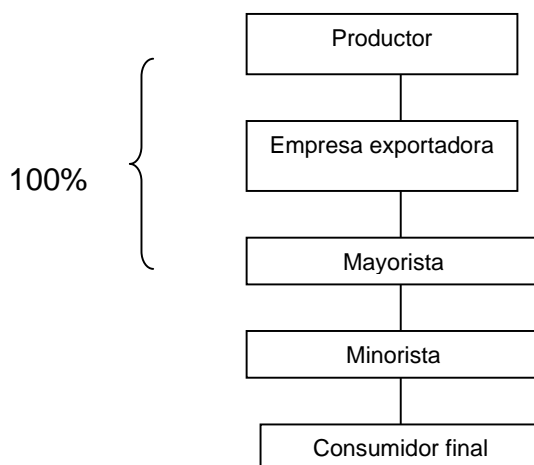 Productor
Empresa exportadora
100%
Mayorista
Minorista
Consumidor final